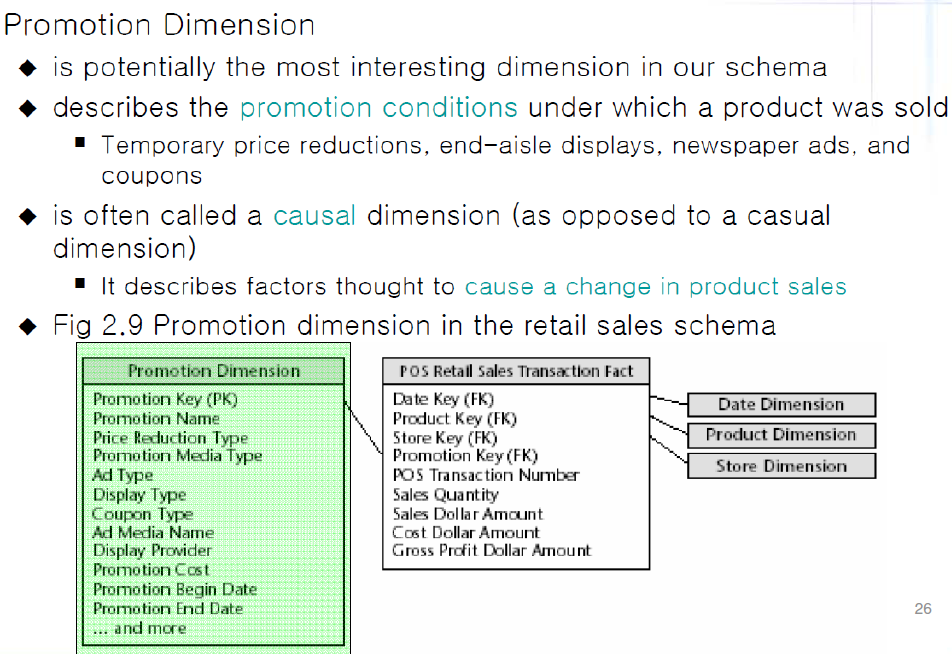 Promotion Dimension
◆ is potentially the most interesting dimension in our schema
◆ describes the promotion conditions under which a product was sold
■ Temporary price reductions, end-aisle displays, newspaper ads, and
coupons
◆ is often called a causal dimension (as opposed to a casual
dimension)
■ It describes factors thought to cause a change in product sales
◆ Fig 2.9 Promotion dimension in the retail sales schema
Promotion Dimension
Promotion Key (PK)
Promotion Name
Price Reduction Type
Promotion Media Type
Ad Type
Display Type
Coupon Type
Ad Media Name
Display Provider
Promotion Cost
Promotion Begin Date
Promotion End Date
... and more
POS Retail Sales Transaction Fact
Date Key (FK)
Product Key (FK)
Store Key (FK)
Promotion Key (FK)
POS Transaction Number
Sales Quantity
Sales Dollar Amount
Cost Dollar Amount
Gross Profit Dollar Amount
Date Dimension
Product Dimension
Store Dimension
26